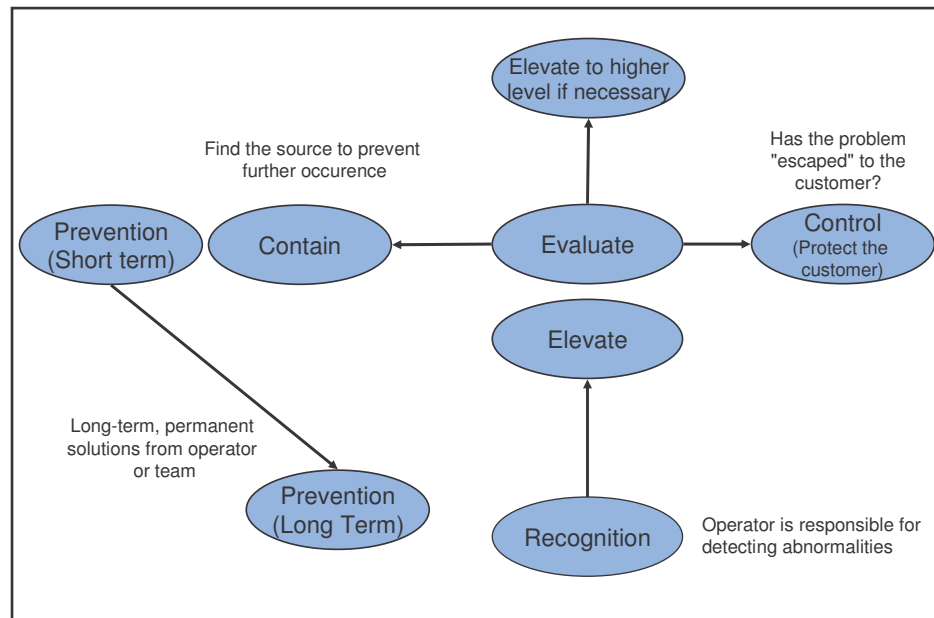 Elevate to higher
level if necessary
Find the source to prevent
further occurence
Has the problem
"escaped" to the
customer?
Prevention
(Short term)
Contain
Evaluate
Control
(Protect the
customer)
Elevate
Long-term, permanent
solutions from operator
or team
Prevention
(Long Term)
Recognition
Operator is responsible for
detecting abnormalities